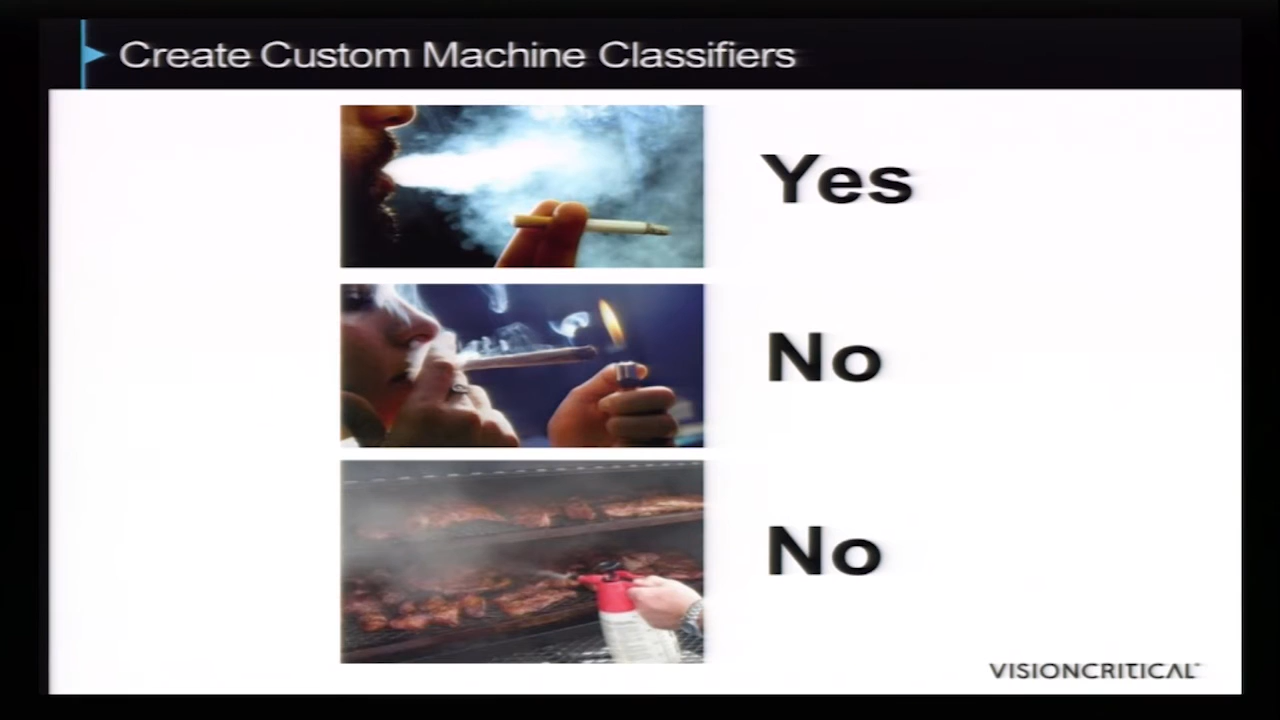 Create Custom Machine Classifiers
Yes
No
No
VISIONCRITICAL